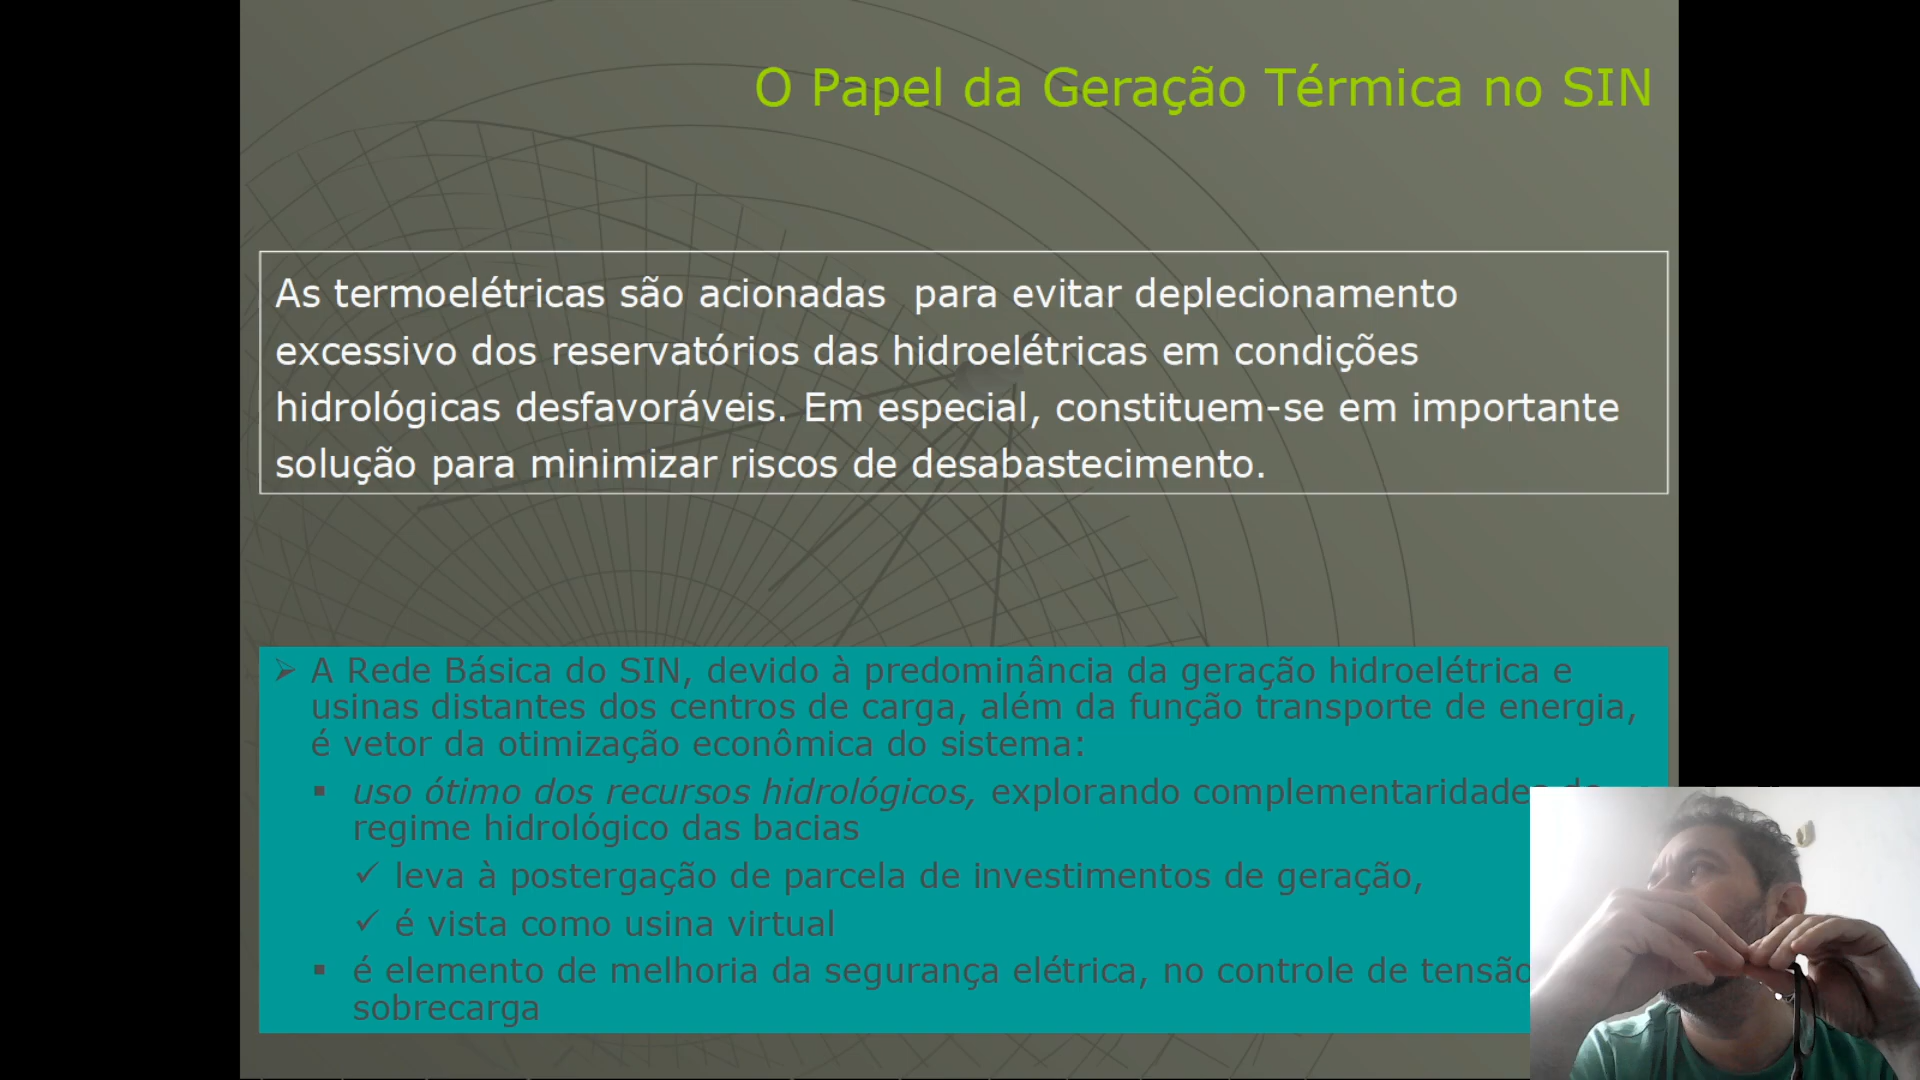 O Papel da Geração Térmica no SIN
As termoelétricas são acionadas para evitar deplecionamento
excessivo dos reservatórios das hidroelétricas em condições
hidrológicas desfavoráveis. Em especial, constituem-se em importante
solução para minimizar riscos de desabastecimento.
➢ A Rede Básica do SIN, devido à predominância da geração hidroelétrica e
usinas distantes dos centros de carga, além da função transporte de energia,
é vetor da otimização econômica do sistema:
▪ uso ótimo dos recursos hidrológicos, explorando complementaridades
regime hidrológico das bacias
✓ leva à postergação de parcela de investimentos de geração,
✓ é vista como usina virtual
▪ é elemento de melhoria da segurança elétrica, no controle de tensão
sobrecarga